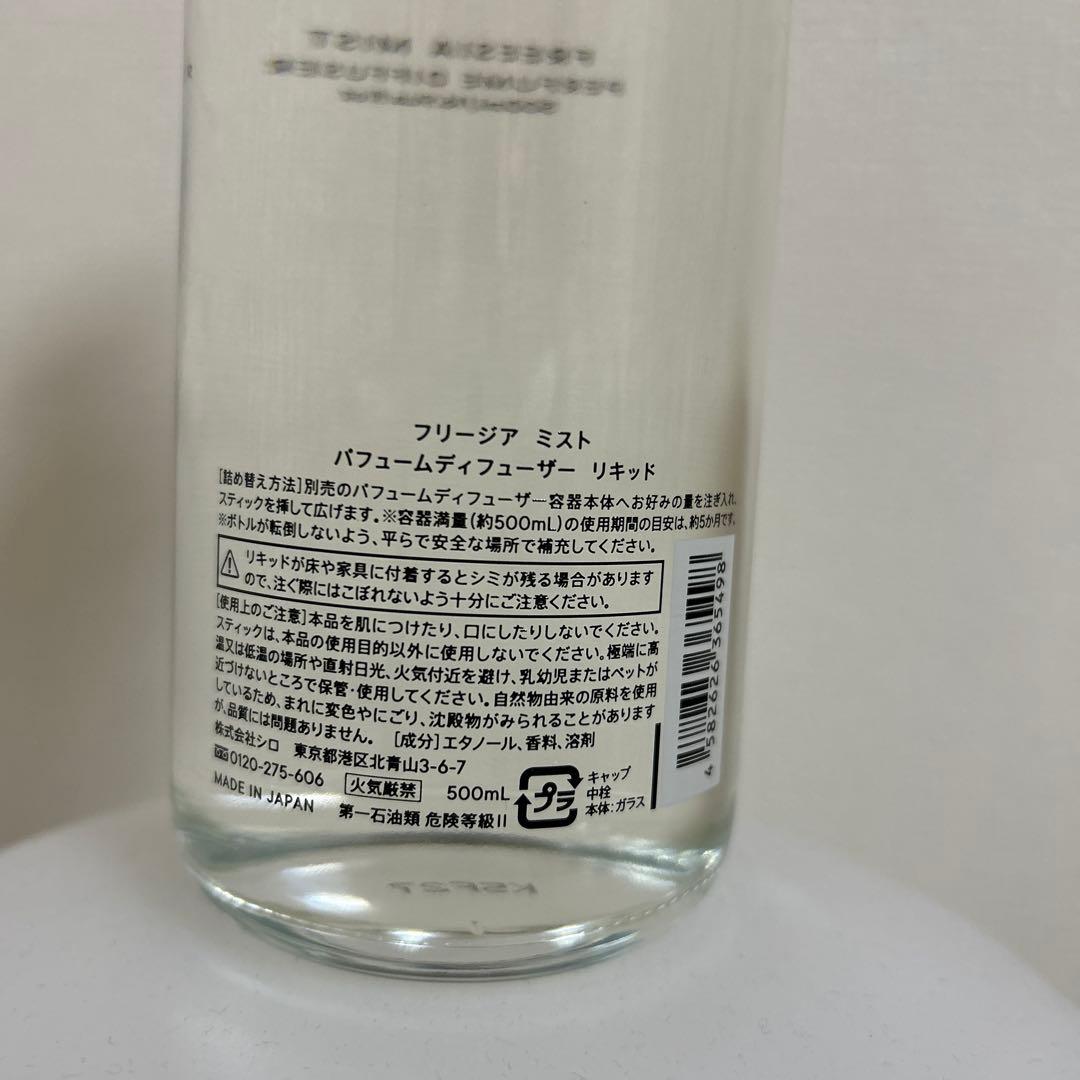 FREESIA MIST
PERFUME DIFFUSER
フリージア ミスト
パフュームディフューザー リキッド
[詰め替え方法]別売のパフュームディフューザー容器本体へお好みの量を注ぎ入れ、
スティックを挿して広げます。※容器満量(約500mL)の使用期間の目安は、約5か月です。
※ボトルが転倒しないよう、平らで安全な場所で補充してください。
リキッドが床や家具に付着するとシミが残る場合があります
ので、注ぐ際にはこぼれないよう十分にご注意ください。
[使用上のご注意]本品を肌につけたり、口にしたりしないでください。
スティックは、本品の使用目的以外に使用しないでください。極端に高
温又は低温の場所や直射日光、火気付近を避け、乳幼児またはペットが
近づけないところで保管・使用してください。自然物由来の原料を使用
しているため、まれに変色やにごり、沈殿物がみられることがあります
が、品質には問題ありません。 [成分]エタノール、香料、溶剤
株式会社シロ 東京都港区北青山3-6-7
0120-275-606 火気厳禁 500mL
MADE IN JAPAN 第一石油類 危険等級II
プラ
キャップ
中栓
本体:ガラス
4 582626 365498
KSF27